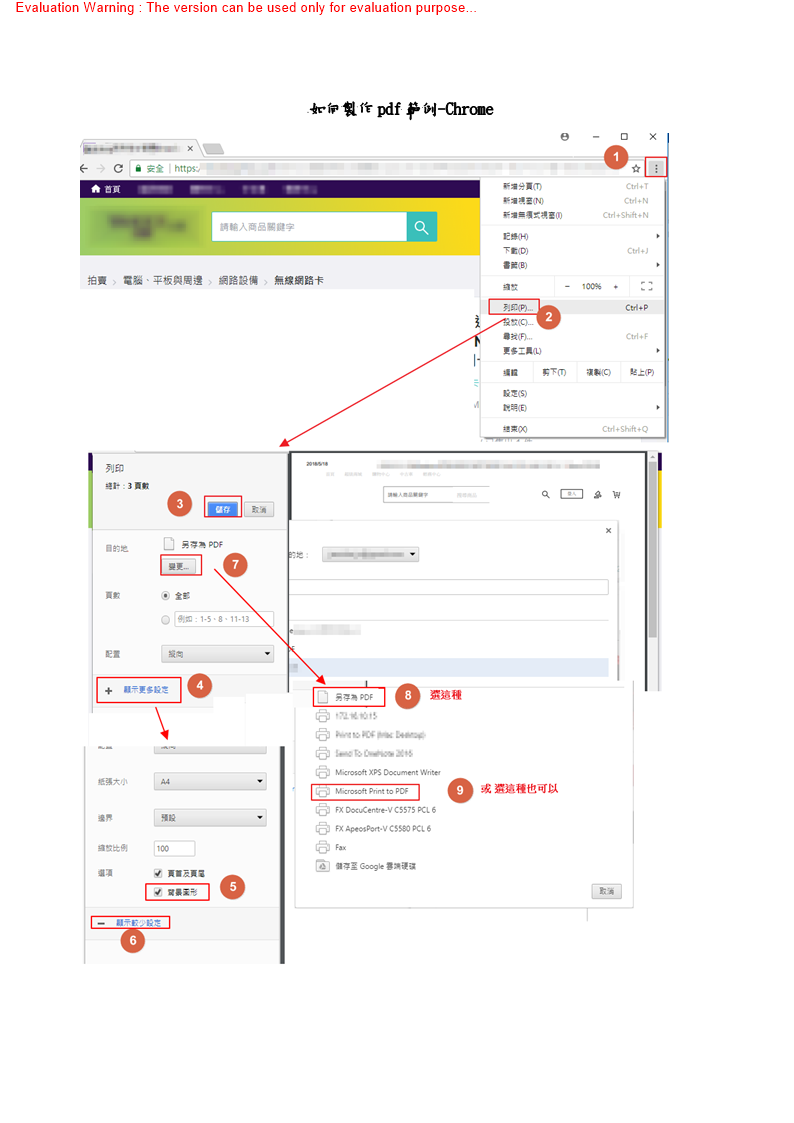 Evaluation Warning : The version can be used only for evaluation purpose...
如何製作 pdf 範例-Chrome
1
安全
https:
首頁
請輸入商品關鍵字
拍賣 > 電腦、平板與周邊 > 網路設備 > 無線網路卡
新增分頁(T) Ctrl+T
新增視窗(N) Ctrl+N
新增無痕式視窗(I) Ctrl+Shift+N
記錄(H)
下載(D) Ctrl+J
書籤(B)
縮放 − 100% +
列印(P)... Ctrl+P
2
投放(C)...
尋找(F)... Ctrl+F
更多工具(L)
編輯 剪下(T) 複製(C) 貼上(P)
設定(S)
說明(E)
結束(X) Ctrl+Shift+Q
列印
總計：3 頁數
3
儲存 取消
目的地 另存為 PDF
變更...
7
頁數 全部
例如：1-5、8、11-13
配置 縱向
+ 顯示更多設定
4
紙張大小 A4
邊界 預設
縮放比例 100
選項 頁首及頁尾
背景圖形
5
顯示較少設定
6
2018/5/18
請輸入商品關鍵字
登入
的地：
另存為 PDF
8 選這種
172.16.10.15
Print to PDF (Mac Desktop)
Send To OneNote 2016
Microsoft XPS Document Writer
Microsoft Print to PDF
9 或 選這種也可以
FX DocuCentre-V C5575 PCL 6
FX ApeosPort-V C5580 PCL 6
Fax
儲存至 Google 雲端硬碟
取消